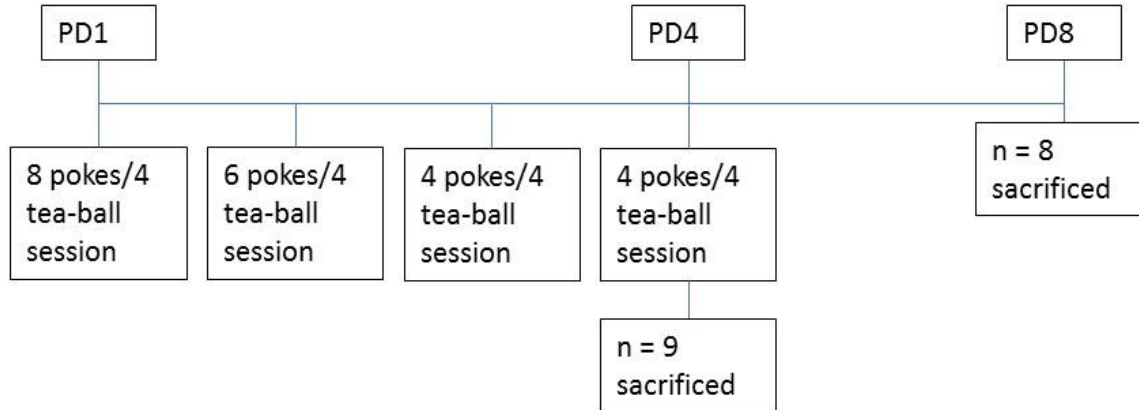 PD1
PD4
PD8
8 pokes/4
tea-ball
session
6 pokes/4
tea-ball
session
4 pokes/4
tea-ball
session
4 pokes/4
tea-ball
session
n = 8
sacrificed
n = 9
sacrificed